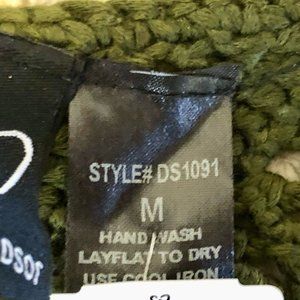 STYLE# DS1091
M
HAND WASH
LAYFLAT TO DRY
USE COOL IRON